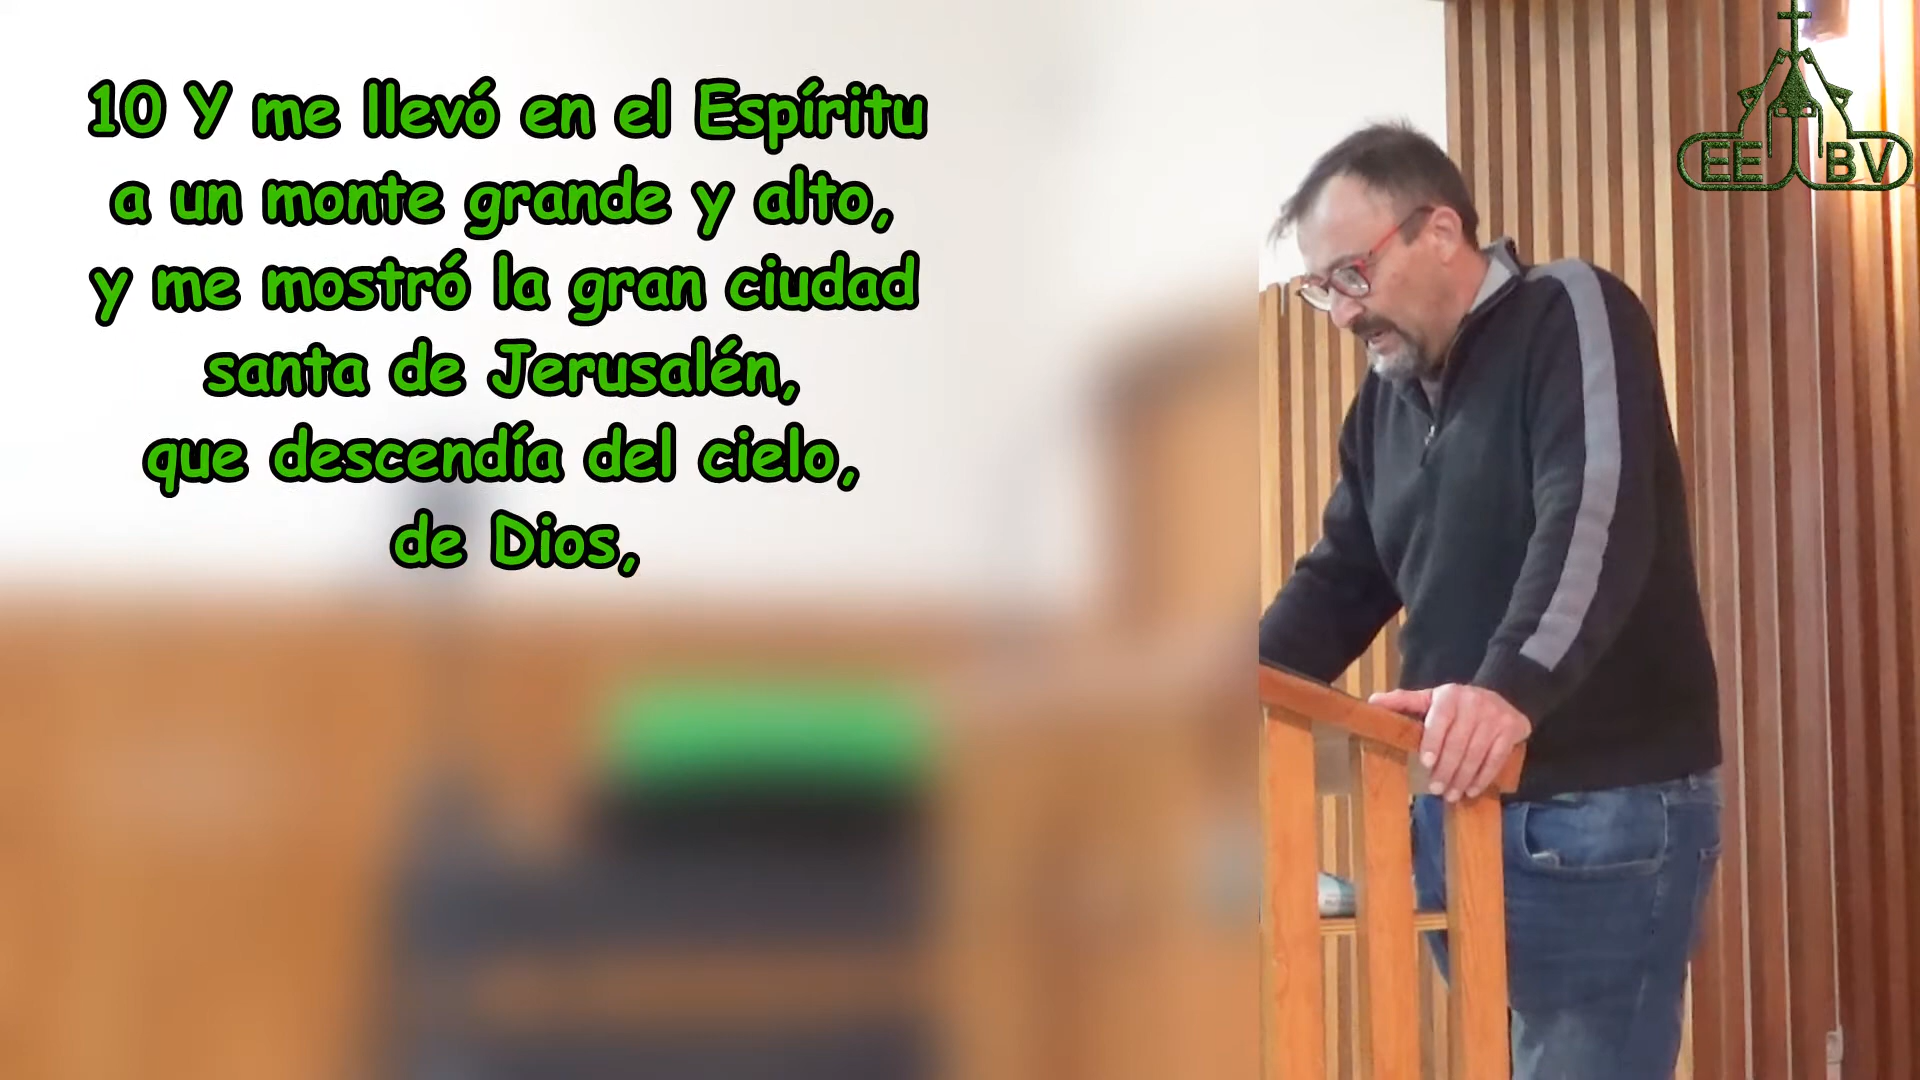 10 Y me llevó en el Espíritu
a un monte grande y alto,
y me mostró la gran ciudad
santa de Jerusalén,
que descendía del cielo,
de Dios,
EE BV